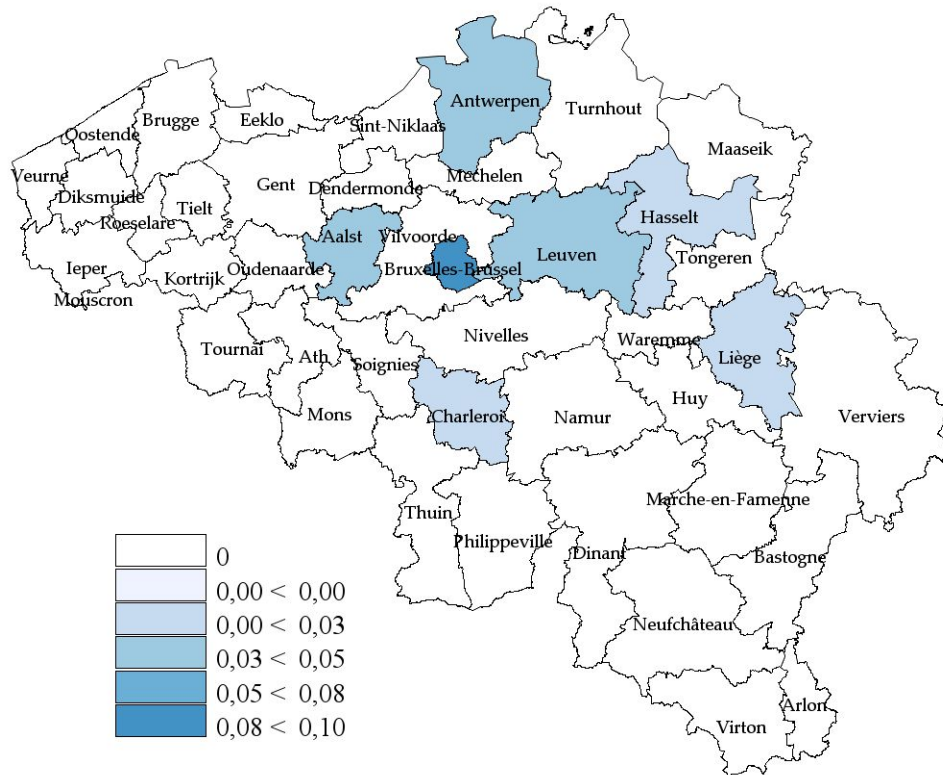 Antwerpen
Turnhout
Brugge
Eeklo
Sint-Niklaas
Oostende
Maaseik
Mechelen
Veurne
Gent
Dendermonde
Diksmuide
Tielt
Hasselt
Roeselare
Aalst
Vilvoorde
Leuven
Tongeren
Ieper
Kortrijk
Oudenaarde
Bruxelles-Brussel
Mouscron
Nivelles
Waremme
Tournai
Ath
Soignies
Liège
Huy
Mons
Charleroi
Namur
Verviers
Marche-en-Famenne
Thuin
Philippeville
Dinant
Bastogne
Neufchâteau
Arlon
Virton
0
0,00 < 0,00
0,00 < 0,03
0,03 < 0,05
0,05 < 0,08
0,08 < 0,10